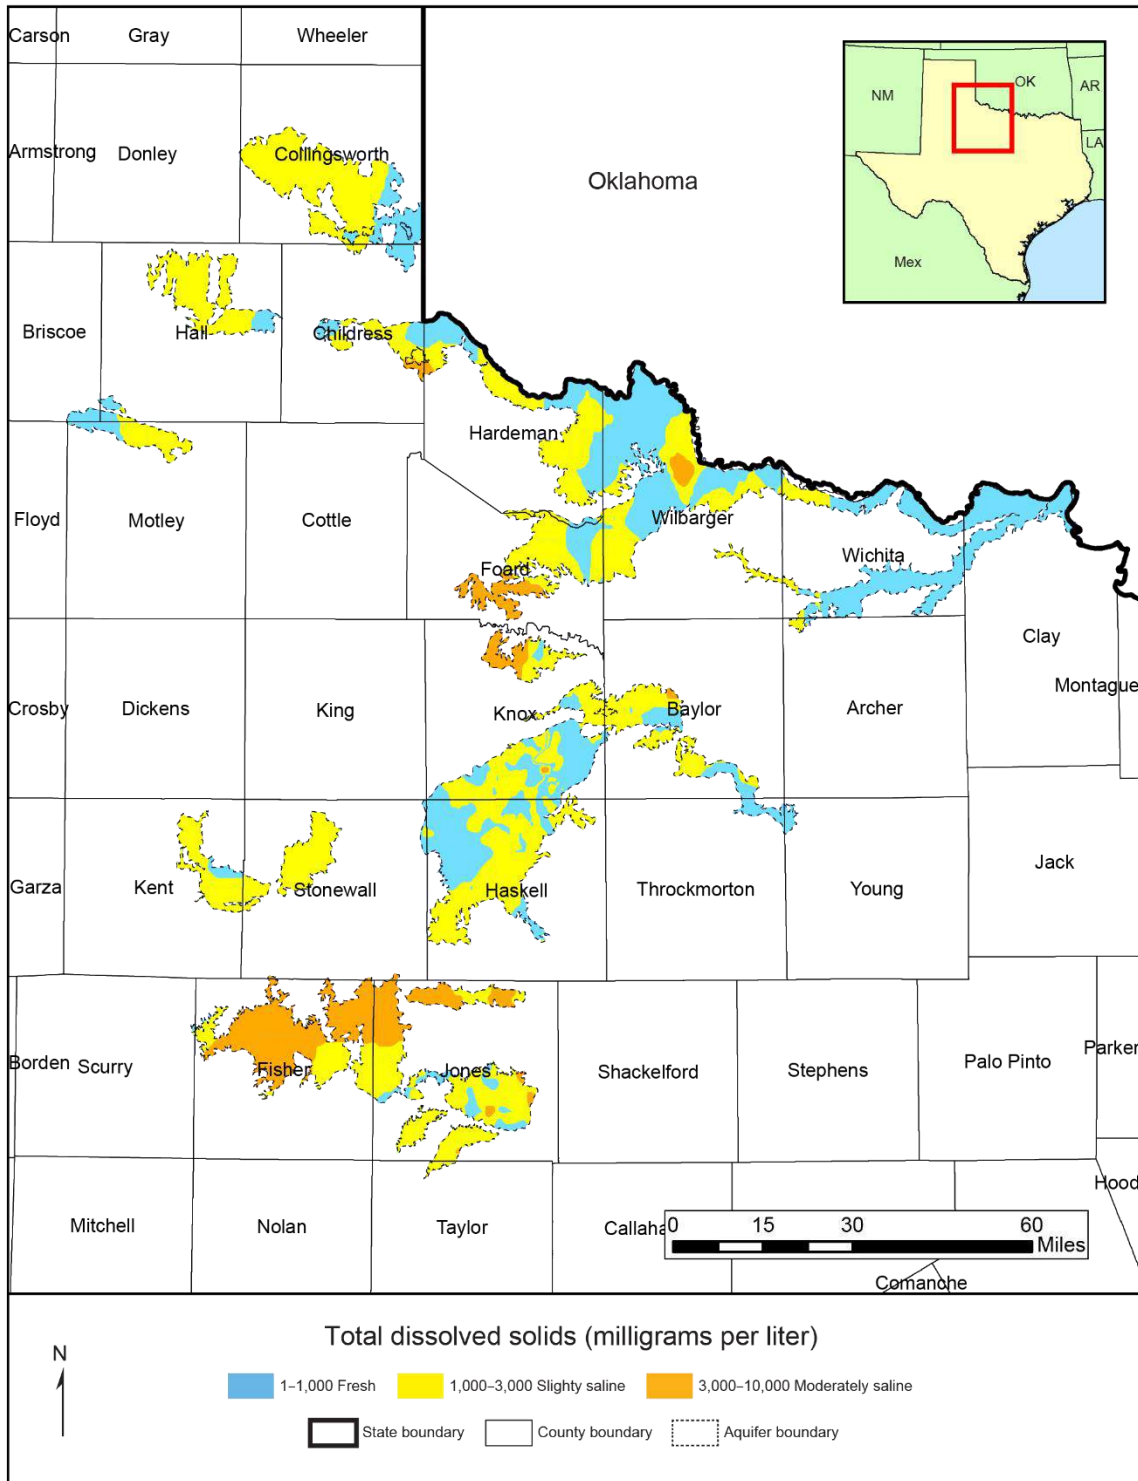 Carson
Gray
Wheeler
NM
OK
AR
LA
Mex
Armstrong
Donley
Collingsworth
Oklahoma
Briscoe
Hall
Childress
Hardeman
Floyd
Motley
Cottle
Wilbarger
Foard
Wichita
Clay
Montague
Crosby
Dickens
King
Knox
Baylor
Archer
Garza
Kent
Stonewall
Haskell
Throckmorton
Young
Jack
Borden
Scurry
Fisher
Jones
Shackelford
Stephens
Palo Pinto
Parker
Hood
Mitchell
Nolan
Taylor
Callaha
0 15 30 60
Miles
Comanche
Total dissolved solids (milligrams per liter)
N
1–1,000 Fresh
1,000–3,000 Slighty saline
3,000–10,000 Moderately saline
State boundary
County boundary
Aquifer boundary